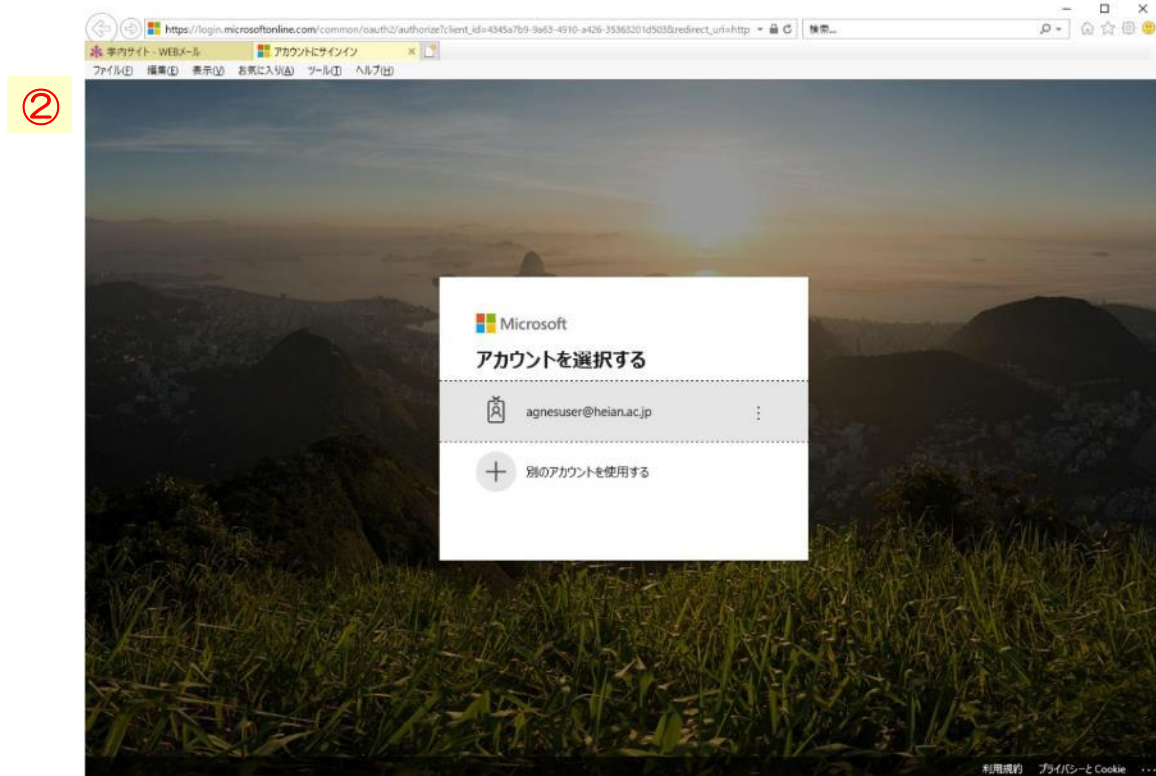 https://login.microsoftonline.com/common/oauth2/authorize?client_id=4345a7b9-9a63-4910-a426-35363201d503&redirect_uri=http
検索...
学内サイト - WEBメール
アカウントにサインイン
ファイル(F) 編集(E) 表示(V) お気に入り(A) ツール(T) ヘルプ(H)
②
Microsoft
アカウントを選択する
agnesuser@heian.ac.jp
別のアカウントを使用する
利用規約 プライバシーと Cookie ...